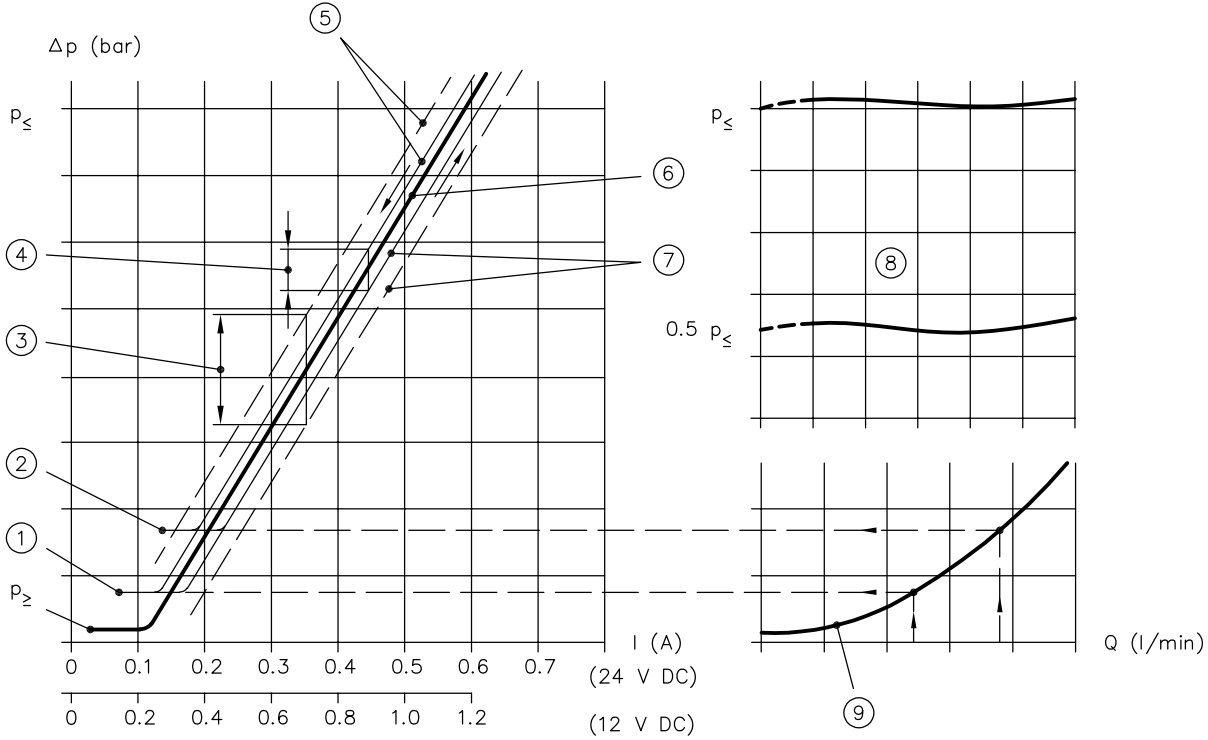 5
Δp (bar)
p≤
p≤
6
4
7
8
3
0.5 p≤
2
1
p≥
I (A)
Q (l/min)
0 0.1 0.2 0.3 0.4 0.5 0.6 0.7
(24 V DC)
0 0.2 0.4 0.6 0.8 1.0 1.2
(12 V DC)
9